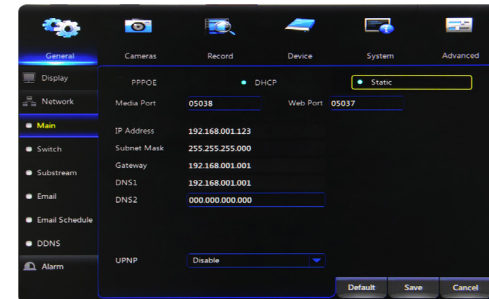 General Cameras Record Device System Advanced
Display
Network
Main
Switch
Substream
Email
Email Schedule
DDNS
Alarm
PPPOE DHCP Static
Media Port 05038 Web Port 05037
IP Address 192.168.001.123
Subnet Mask 255.255.255.000
Gateway 192.168.001.001
DNS1 192.168.001.001
DNS2 000.000.000.000
UPNP Disable
Default Save Cancel